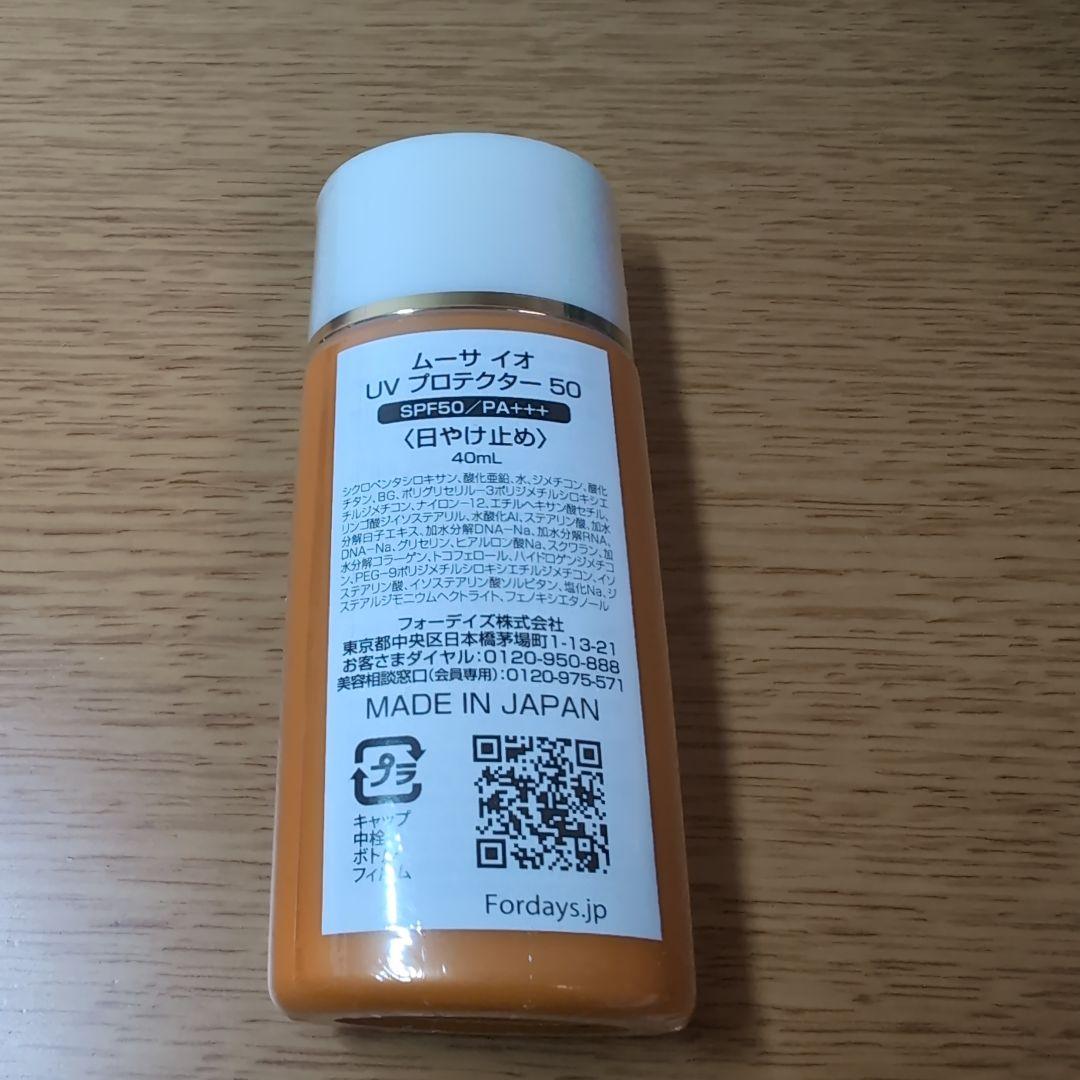 ムーサ イオ
UV プロテクター 50
SPF50／PA+++
〈日やけ止め〉
40mL
シクロペンタシロキサン、酸化亜鉛、水、ジメチコン、酸化
チタン、BG、ポリグリセリル-3ポリジメチルシロキシエ
チルジメチコン、ナイロン-12、エチルヘキサン酸セチル、
リンゴ酸ジイソステアリル、水酸化Al、ステアリン酸、加水
分解白子エキス、加水分解DNA-Na、加水分解RNA、
DNA-Na、グリセリン、ヒアルロン酸Na、スクワラン、加
水分解コラーゲン、トコフェロール、ハイドロゲンジメチコ
ン、PEG-9ポリジメチルシロキシエチルジメチコン、イソ
ステアリン酸、イソステアリン酸ソルビタン、塩化Na、ジ
ステアルジモニウムヘクトライト、フェノキシエタノール
フォーデイズ株式会社
東京都中央区日本橋茅場町1-13-21
お客さまダイヤル：0120-950-888
美容相談窓口(会員専用)：0120-975-571
MADE IN JAPAN
プラ
キャップ
中栓
ボトル
フィルム
Fordays.jp